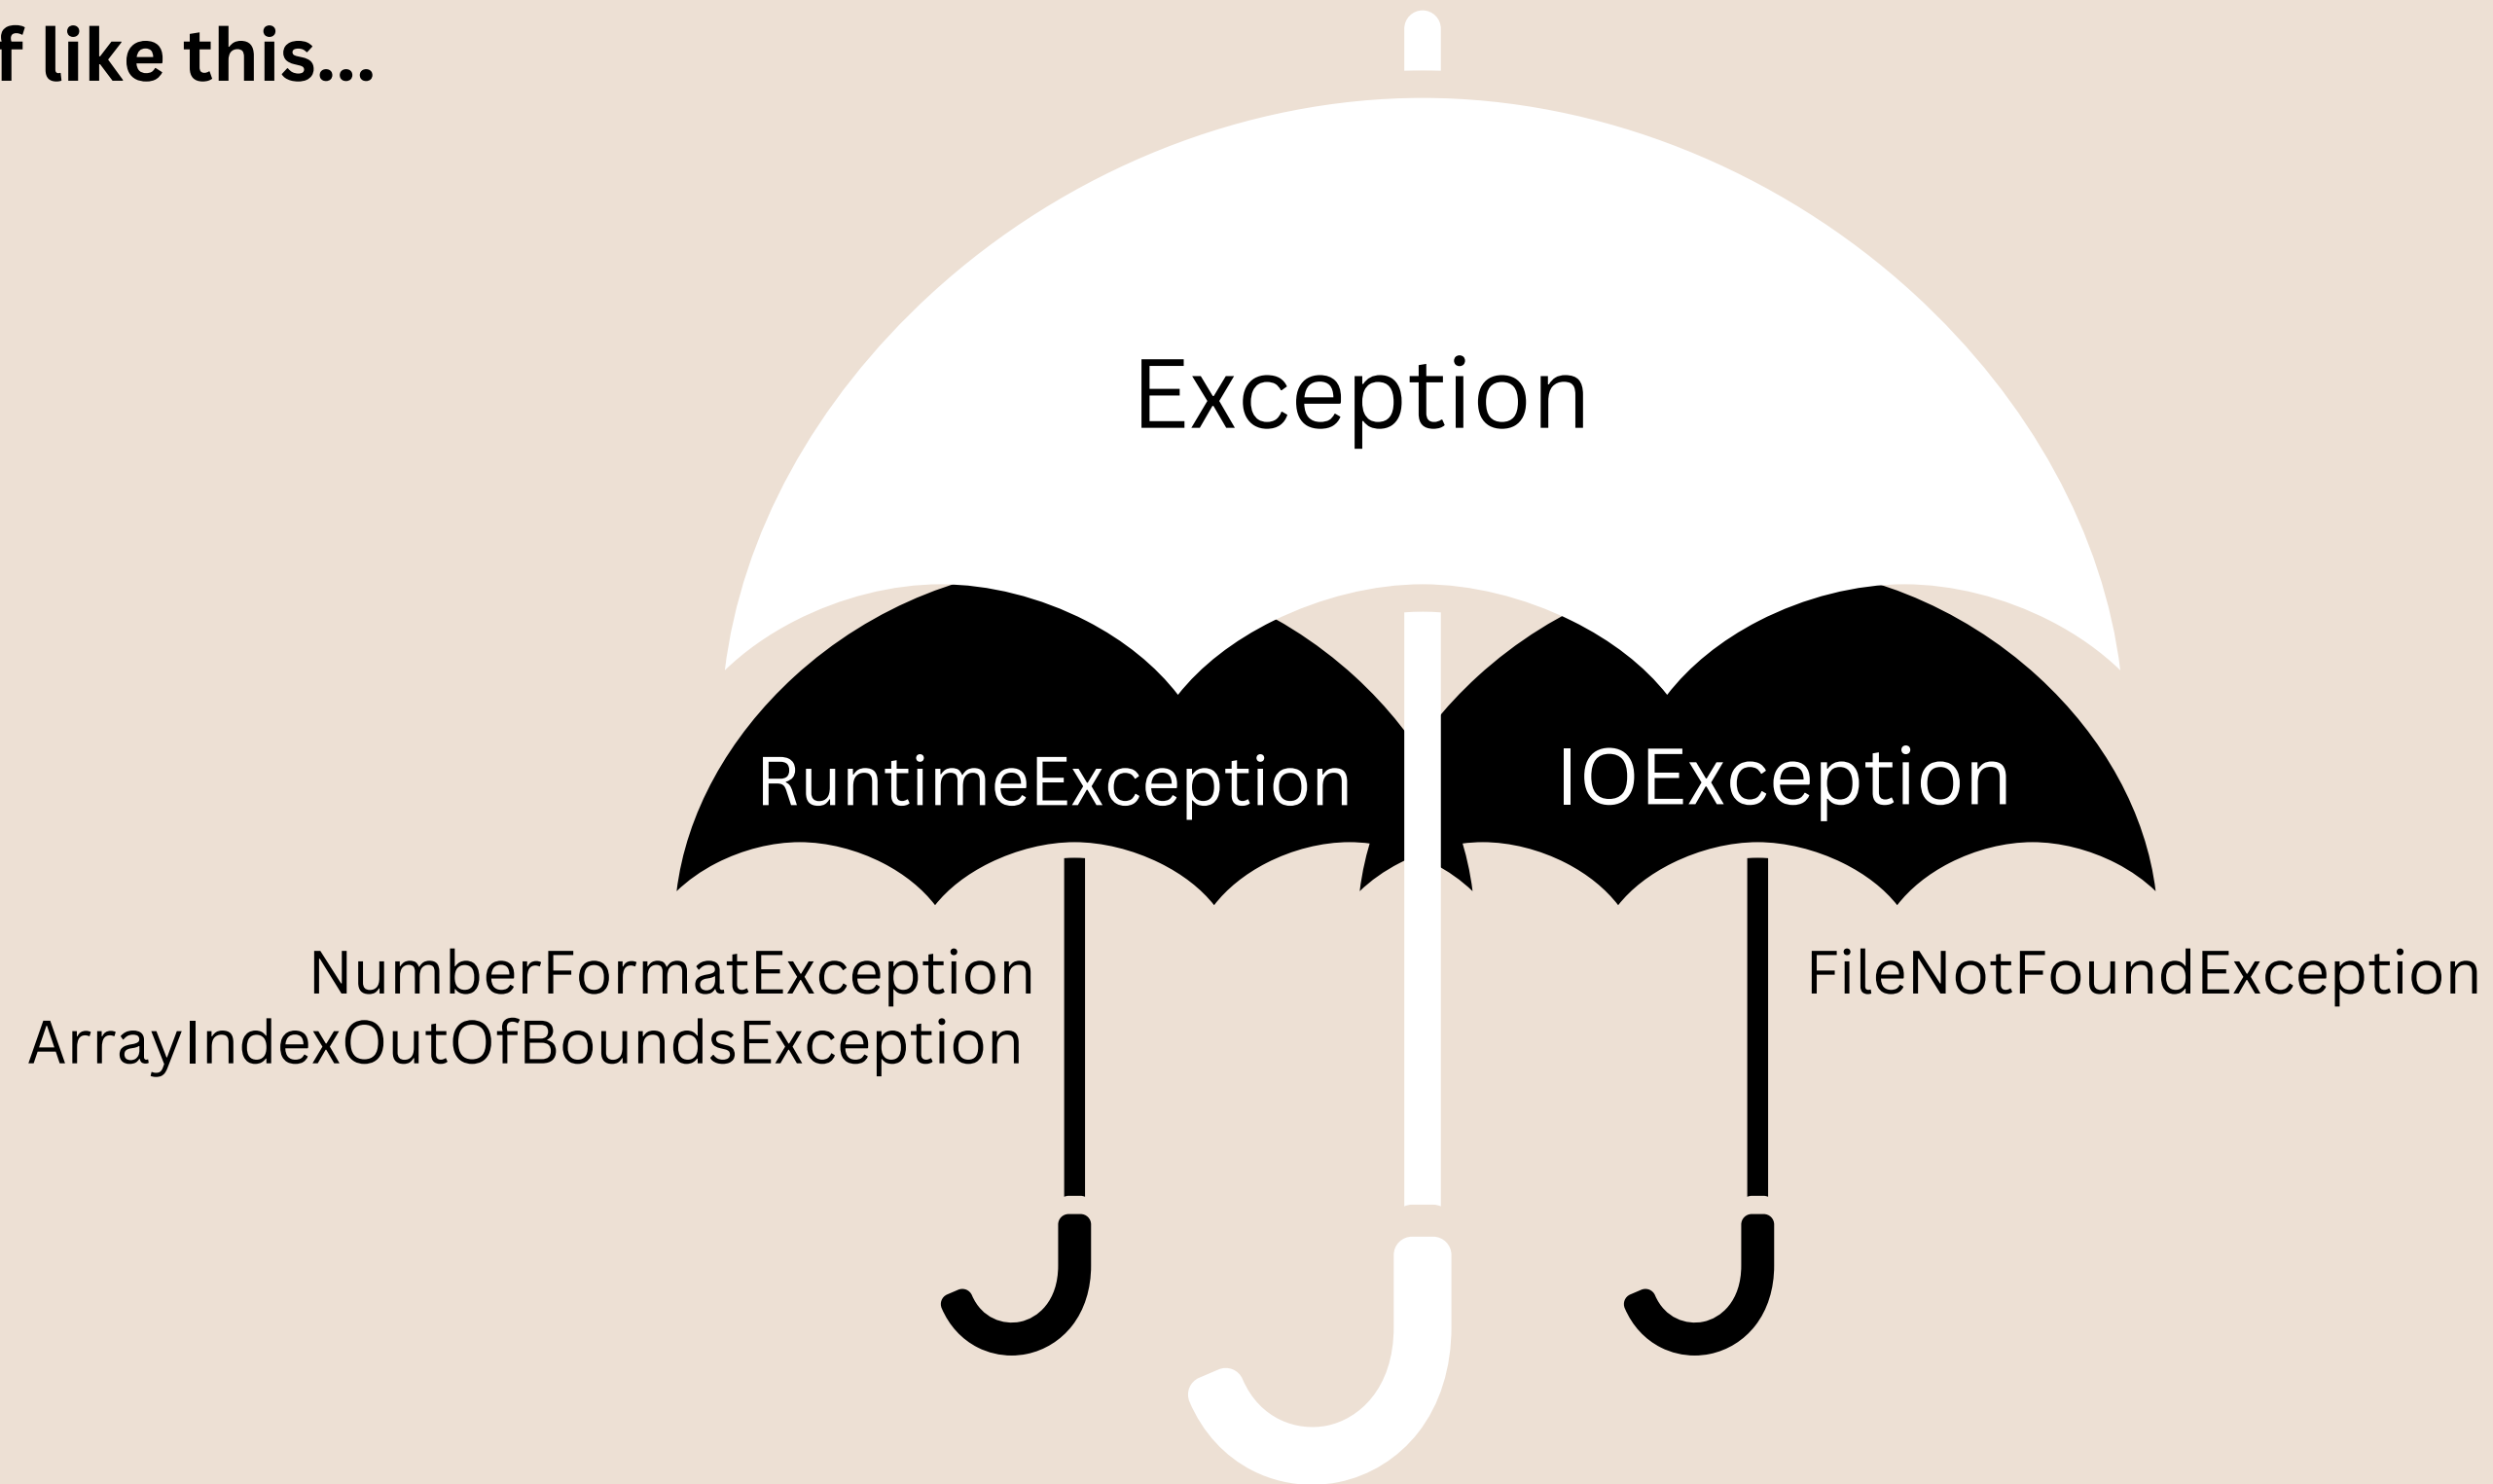 f like this...
Exception
RuntimeException
IOException
NumberFormatException
ArrayIndexOutOfBoundsException
FileNotFoundException